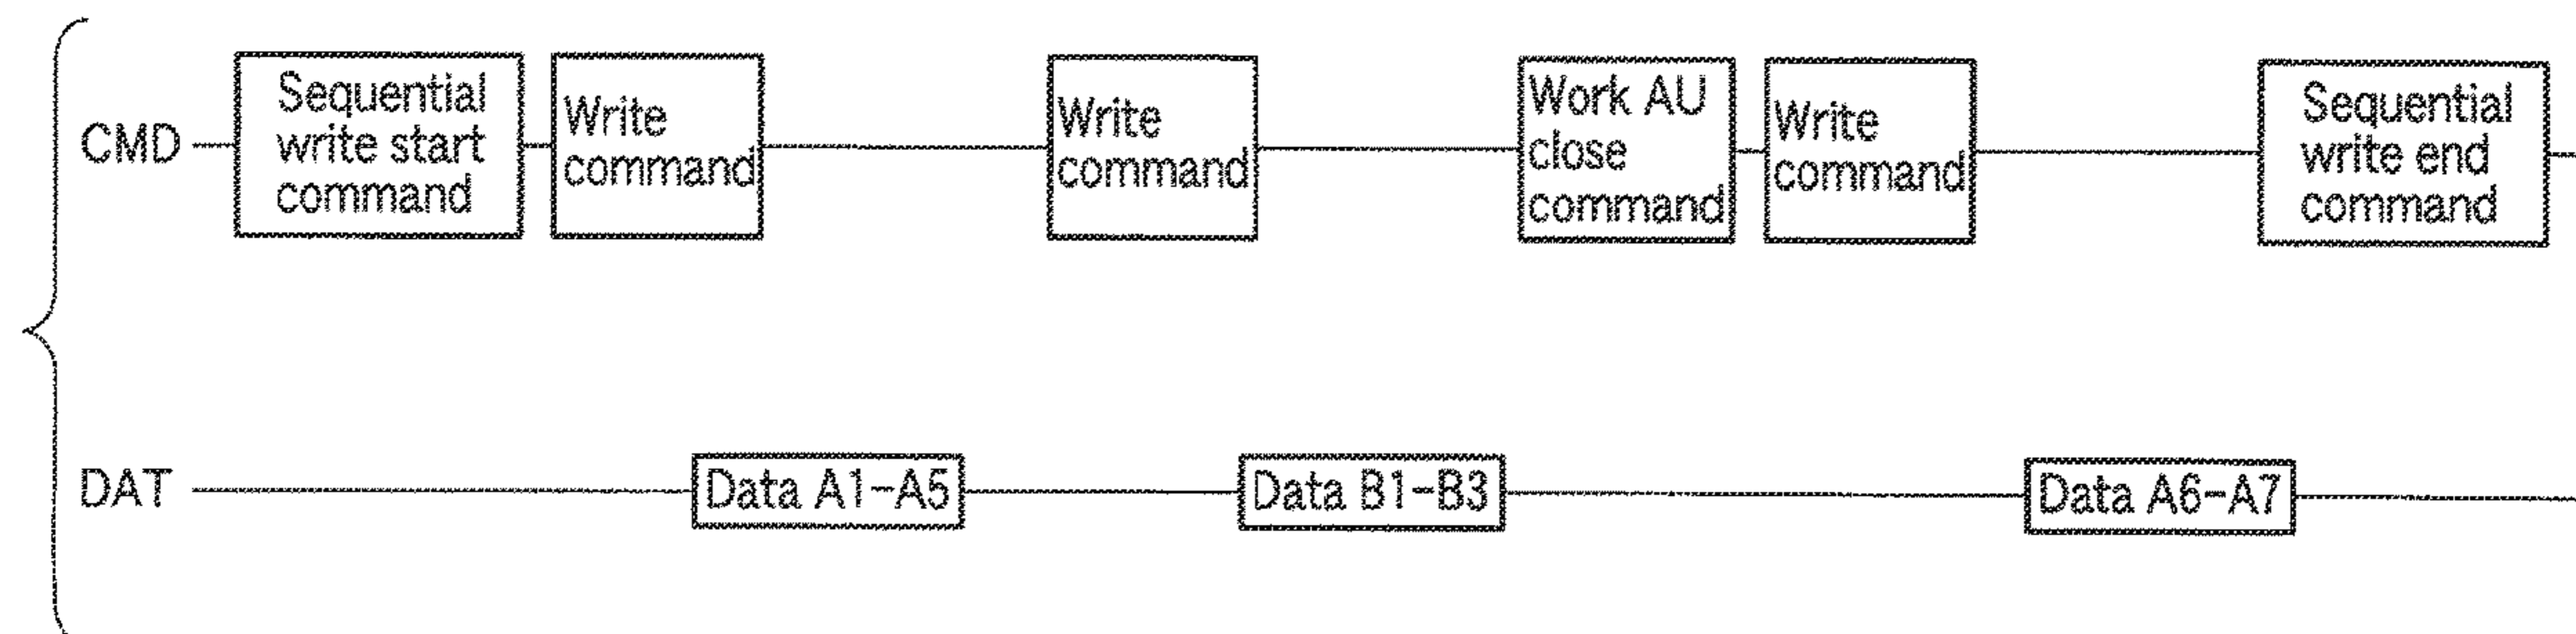 CMD
Sequential
write start
command
Write
command
Write
command
Work AU
close
command
Write
command
Sequential
write end
command
DAT
Data A1-A5
Data B1-B3
Data A6-A7